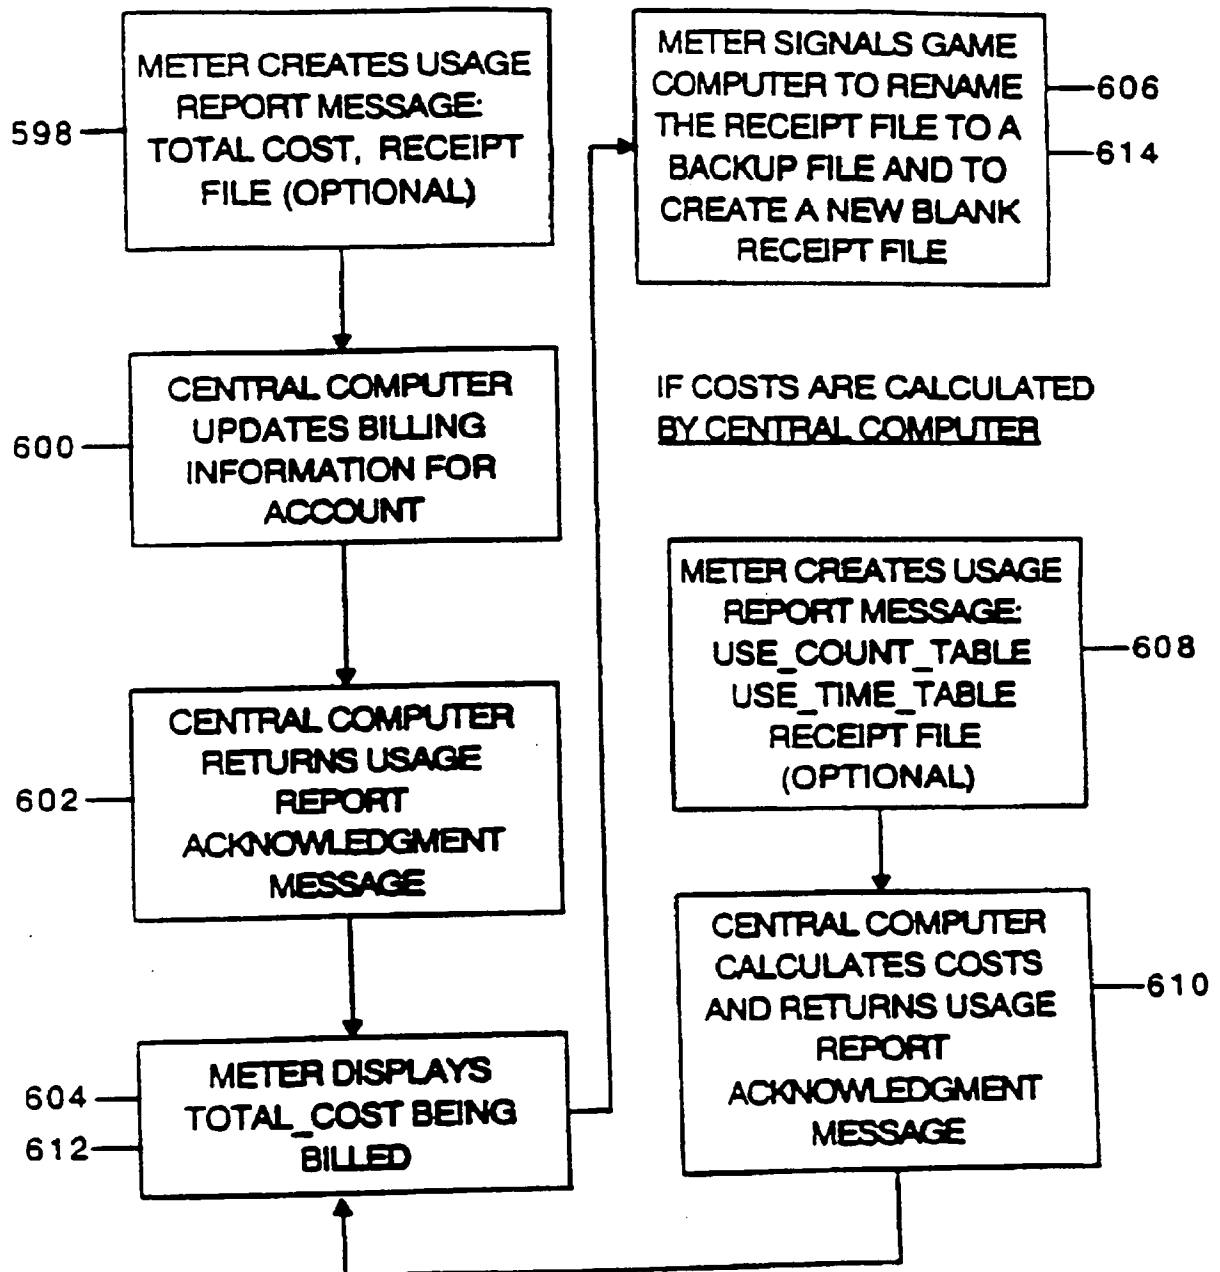 METER CREATES USAGE
REPORT MESSAGE:
TOTAL COST, RECEIPT
FILE (OPTIONAL)
598
CENTRAL COMPUTER
UPDATES BILLING
INFORMATION FOR
ACCOUNT
600
CENTRAL COMPUTER
RETURNS USAGE
REPORT
ACKNOWLEDGMENT
MESSAGE
602
METER DISPLAYS
TOTAL_COST BEING
BILLED
604
612
METER SIGNALS GAME
COMPUTER TO RENAME
THE RECEIPT FILE TO A
BACKUP FILE AND TO
CREATE A NEW BLANK
RECEIPT FILE
606
614
IF COSTS ARE CALCULATED
BY CENTRAL COMPUTER
METER CREATES USAGE
REPORT MESSAGE:
USE_COUNT_TABLE
USE_TIME_TABLE
RECEIPT FILE
(OPTIONAL)
608
CENTRAL COMPUTER
CALCULATES COSTS
AND RETURNS USAGE
REPORT
ACKNOWLEDGMENT
MESSAGE
610